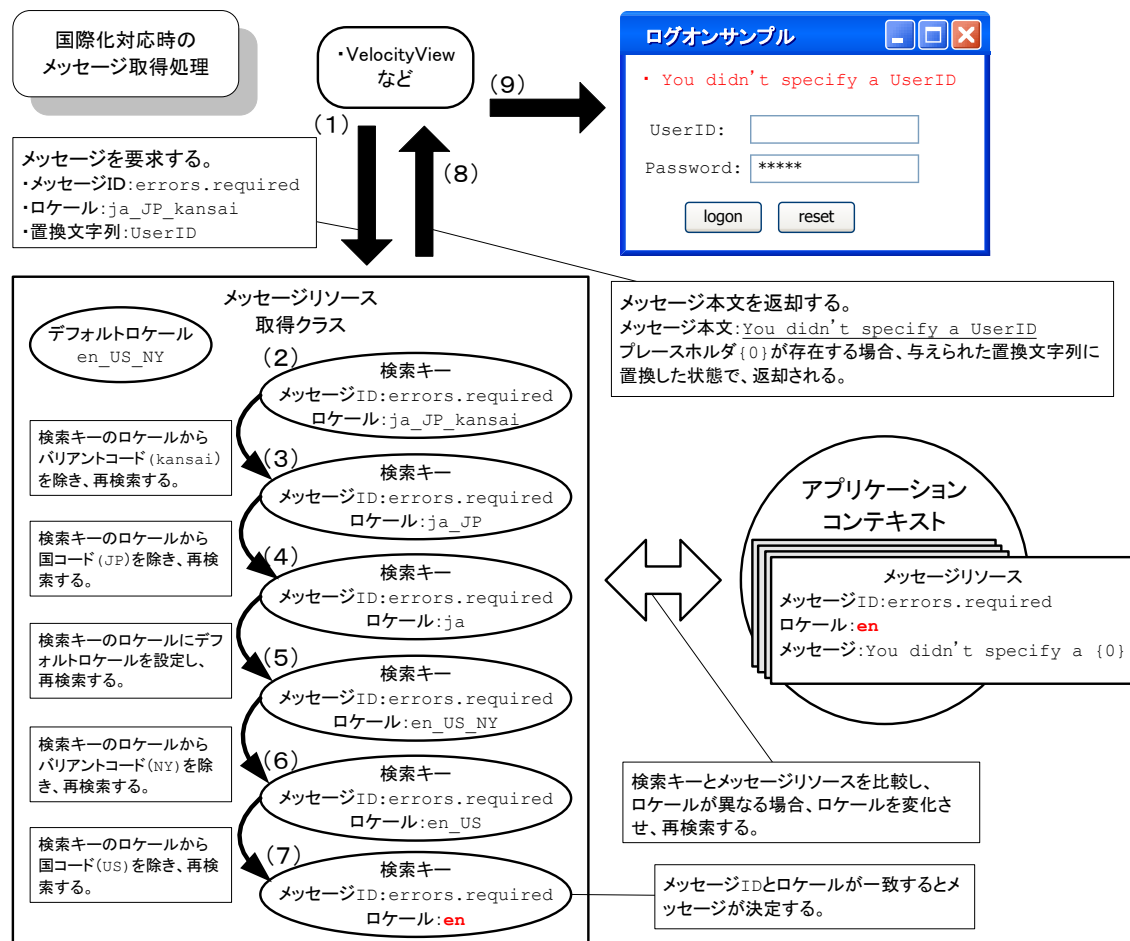 国際化対応時の
メッセージ取得処理
・VelocityView
など
(1)
(8)
(9)
ログオンサンプル
・ You didn't specify a UserID
UserID:
Password:
*****
logon
reset
メッセージを要求する。
・メッセージID:errors.required
・ロケール:ja_JP_kansai
・置換文字列:UserID
メッセージ本文を返却する。
メッセージ本文:You didn't specify a UserID
プレースホルダ{0}が存在する場合、与えられた置換文字列に
置換した状態で、返却される。
メッセージリソース
取得クラス
デフォルトロケール
en_US_NY
(2)
検索キー
メッセージID:errors.required
ロケール:ja_JP_kansai
検索キーのロケールから
バリアントコード(kansai)
を除き、再検索する。
(3)
検索キー
メッセージID:errors.required
ロケール:ja_JP
検索キーのロケールから
国コード(JP)を除き、再検
索する。
(4)
検索キー
メッセージID:errors.required
ロケール:ja
検索キーのロケールにデフ
ォルトロケールを設定し、
再検索する。
(5)
検索キー
メッセージID:errors.required
ロケール:en_US_NY
検索キーのロケールから
バリアントコード(NY)を除
き、再検索する。
(6)
検索キー
メッセージID:errors.required
ロケール:en_US
検索キーのロケールから
国コード(US)を除き、再検
索する。
(7)
検索キー
メッセージID:errors.required
ロケール:en
アプリケーション
コンテキスト
メッセージリソース
メッセージID:errors.required
ロケール:en
メッセージ:You didn't specify a {0}
検索キーとメッセージリソースを比較し、
ロケールが異なる場合、ロケールを変化さ
せ、再検索する。
メッセージIDとロケールが一致するとメ
ッセージが決定する。